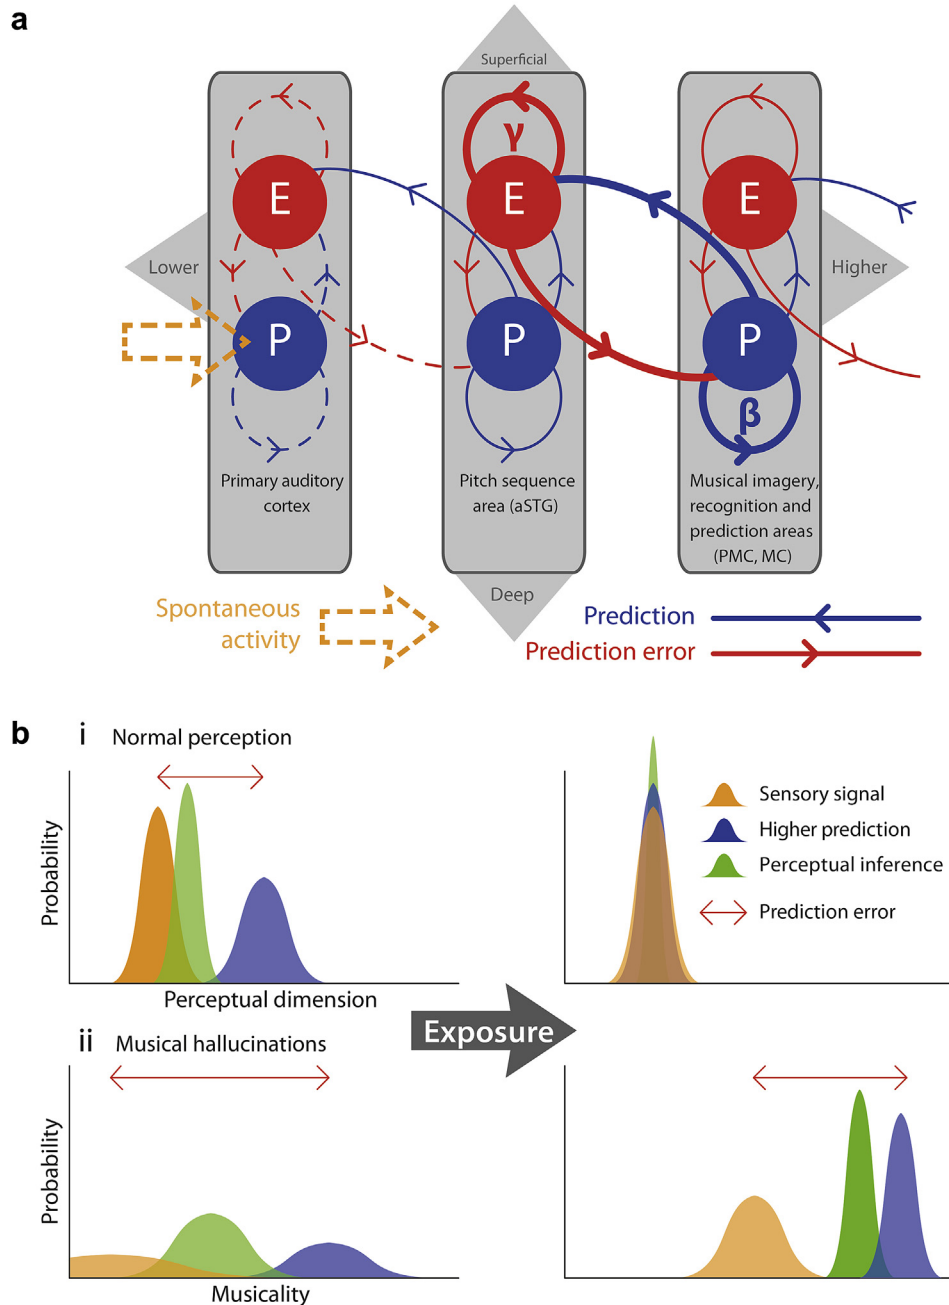 a
Superficial
γ
E
E
E
Lower
Higher
P
P
P
β
Primary auditory
cortex
Pitch sequence
area (aSTG)
Musical imagery,
recognition and
prediction areas
(PMC, MC)
Deep
Spontaneous
activity
Prediction
Prediction error
b
i Normal perception
Probability
Perceptual dimension
Sensory signal
Higher prediction
Perceptual inference
Prediction error
Exposure
ii Musical hallucinations
Probability
Musicality